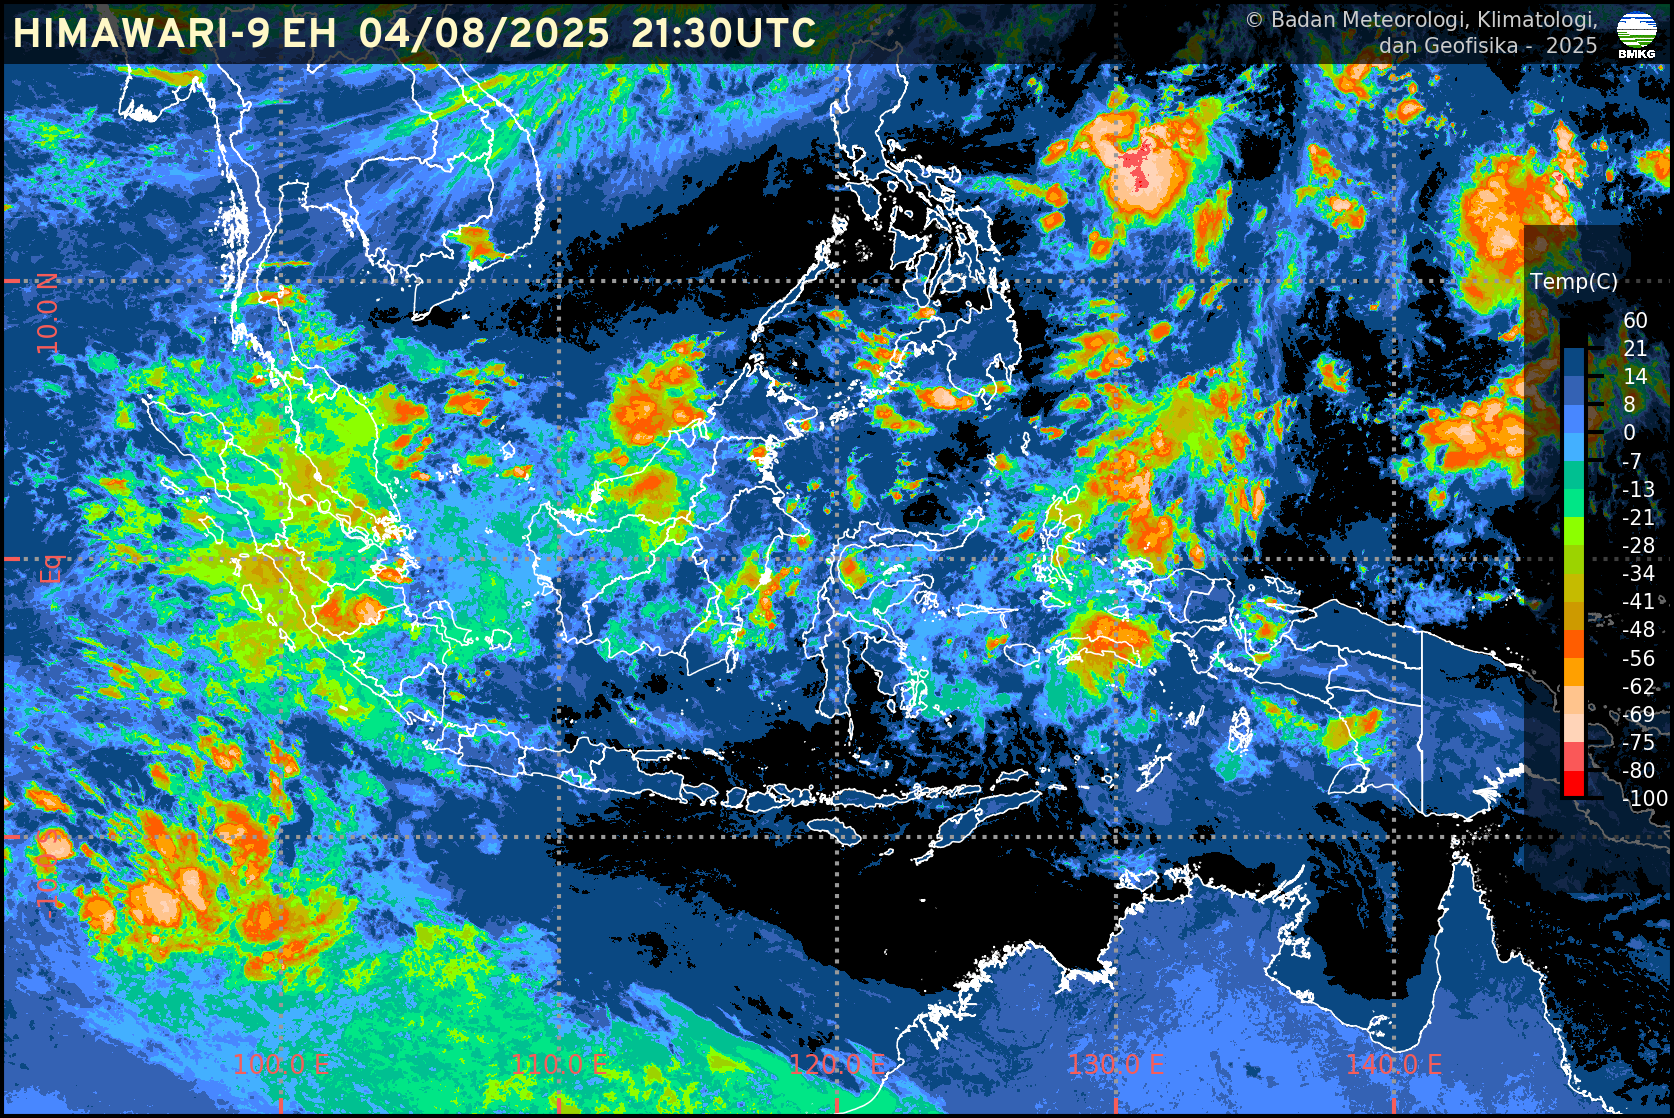 HIMAWARI-9 EH  04/08/2025  21:30UTC
© Badan Meteorologi, Klimatologi,
dan Geofisika -  2025
BMKG
Temp(C)
60
21
14
8
0
-7
-13
-21
-28
-34
-41
-48
-56
-62
-69
-75
-80
-100
10.0 N
Eq
-10.0
100.0 E
110.0 E
120.0 E
130.0 E
140.0 E